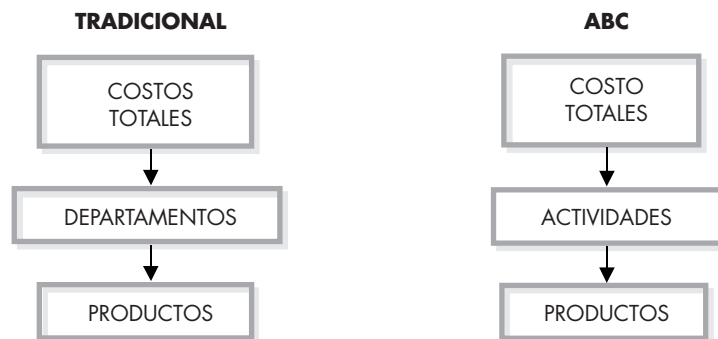 TRADICIONAL
COSTOS
TOTALES
DEPARTAMENTOS
PRODUCTOS
ABC
COSTO
TOTALES
ACTIVIDADES
PRODUCTOS